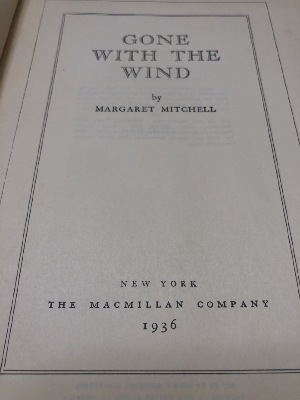 GONE
WITH THE
WIND
by
MARGARET MITCHELL
NEW YORK
THE MACMILLAN COMPANY
1936